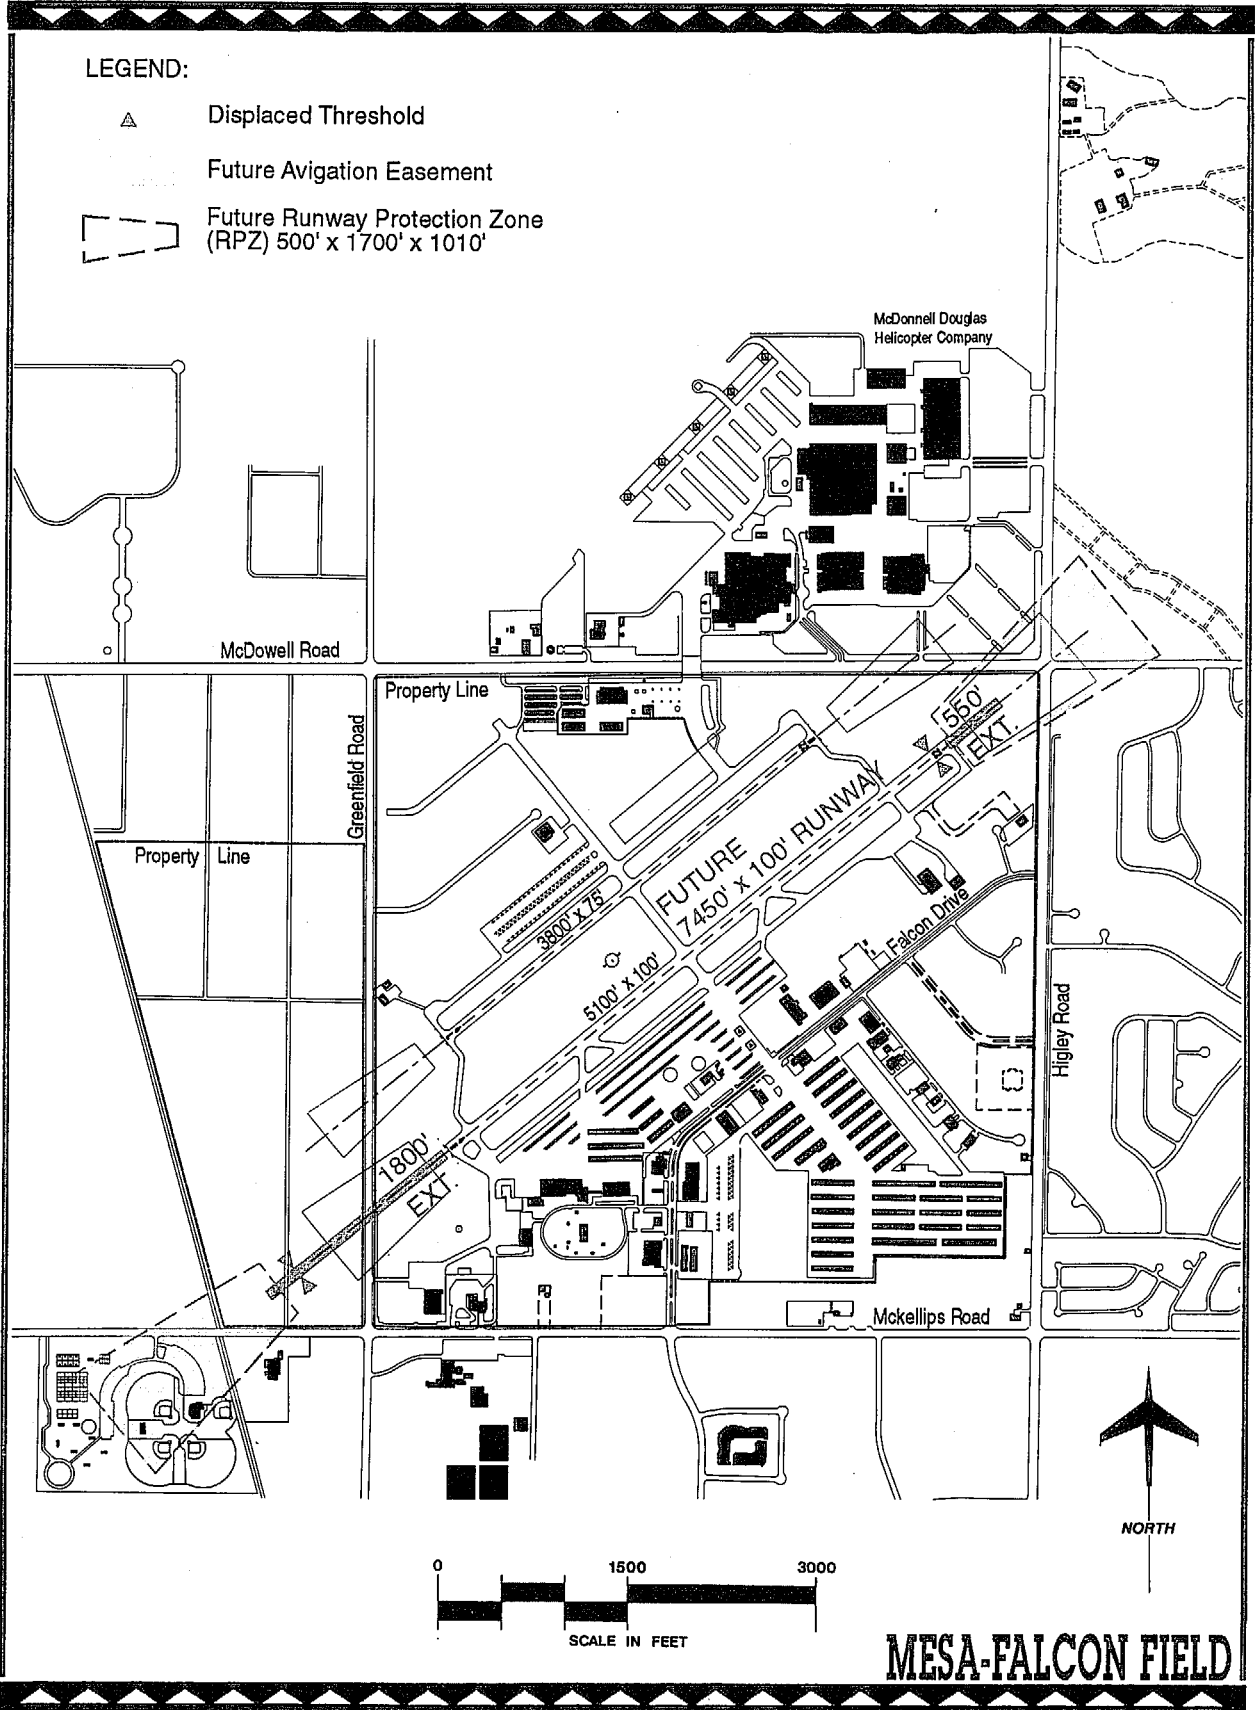 LEGEND:
Displaced Threshold
Future Avigation Easement
Future Runway Protection Zone
(RPZ) 500' x 1700' x 1010'
McDonnell Douglas
Helicopter Company
McDowell Road
Property Line
Greenfield Road
550'
EXT.
Property Line
FUTURE
7450' x 100' RUNWAY
3800' x 75'
5100' x 100'
Falcon Drive
Higley Road
1800'
EXT.
Mckellips Road
NORTH
0 1500 3000
SCALE IN FEET
MESA-FALCON FIELD